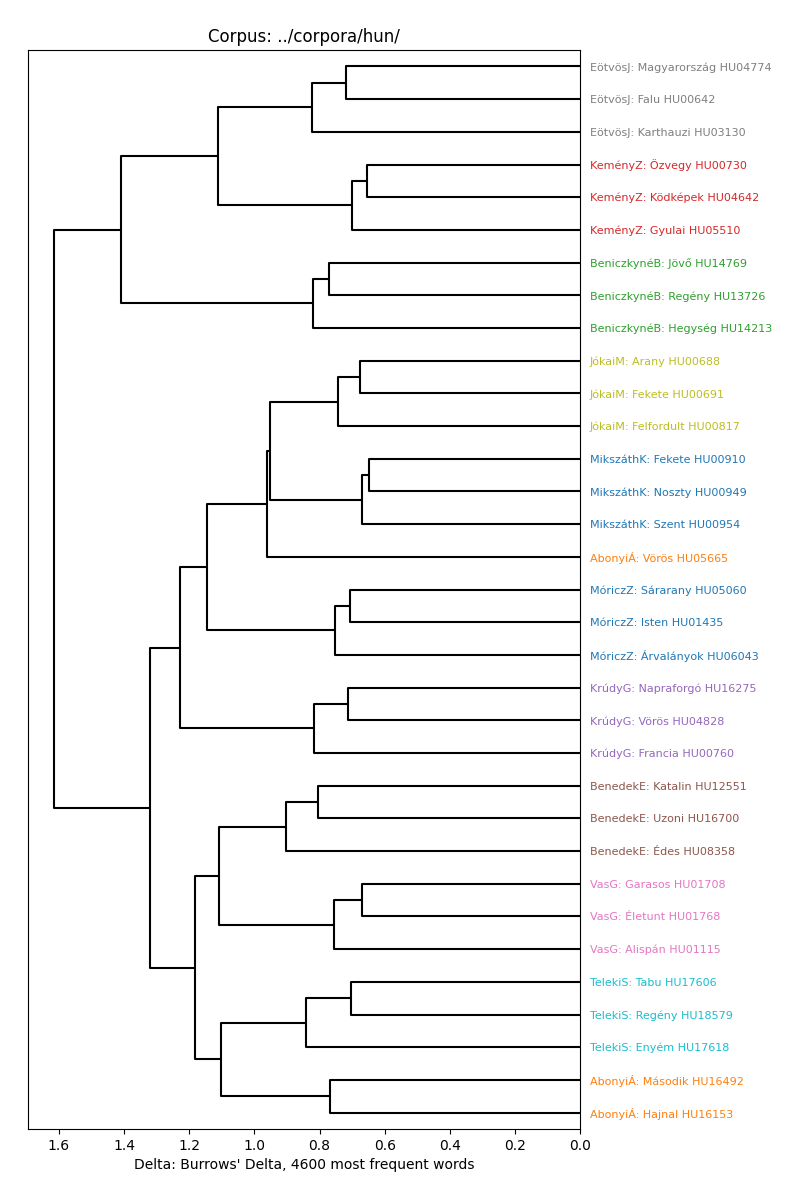 Corpus: ../corpora/hun/
EötvösJ: Magyarország HU04774
EötvösJ: Falu HU00642
EötvösJ: Karthauzi HU03130
KeményZ: Özvegy HU00730
KeményZ: Ködképek HU04642
KeményZ: Gyulai HU05510
BeniczkynéB: Jövő HU14769
BeniczkynéB: Regény HU13726
BeniczkynéB: Hegység HU14213
JókaiM: Arany HU00688
JókaiM: Fekete HU00691
JókaiM: Felfordult HU00817
MikszáthK: Fekete HU00910
MikszáthK: Noszty HU00949
MikszáthK: Szent HU00954
AbonyiÁ: Vörös HU05665
MóriczZ: Sárarany HU05060
MóriczZ: Isten HU01435
MóriczZ: Árvalányok HU06043
KrúdyG: Napraforgó HU16275
KrúdyG: Vörös HU04828
KrúdyG: Francia HU00760
BenedekE: Katalin HU12551
BenedekE: Uzoni HU16700
BenedekE: Édes HU08358
VasG: Garasos HU01708
VasG: Életunt HU01768
VasG: Alispán HU01115
TelekiS: Tabu HU17606
TelekiS: Regény HU18579
TelekiS: Enyém HU17618
AbonyiÁ: Második HU16492
AbonyiÁ: Hajnal HU16153
1.6 1.4 1.2 1.0 0.8 0.6 0.4 0.2 0.0
Delta: Burrows' Delta, 4600 most frequent words